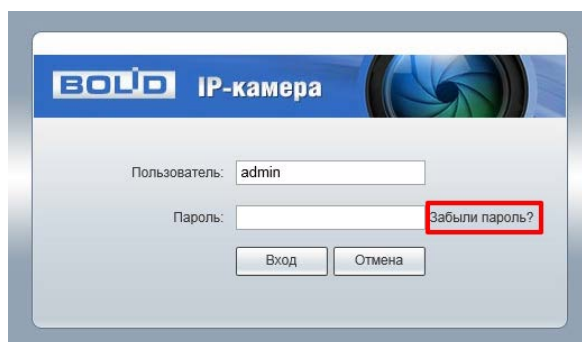 BOLID IP-камера
Пользователь: admin
Пароль: Забыли пароль?
Вход Отмена